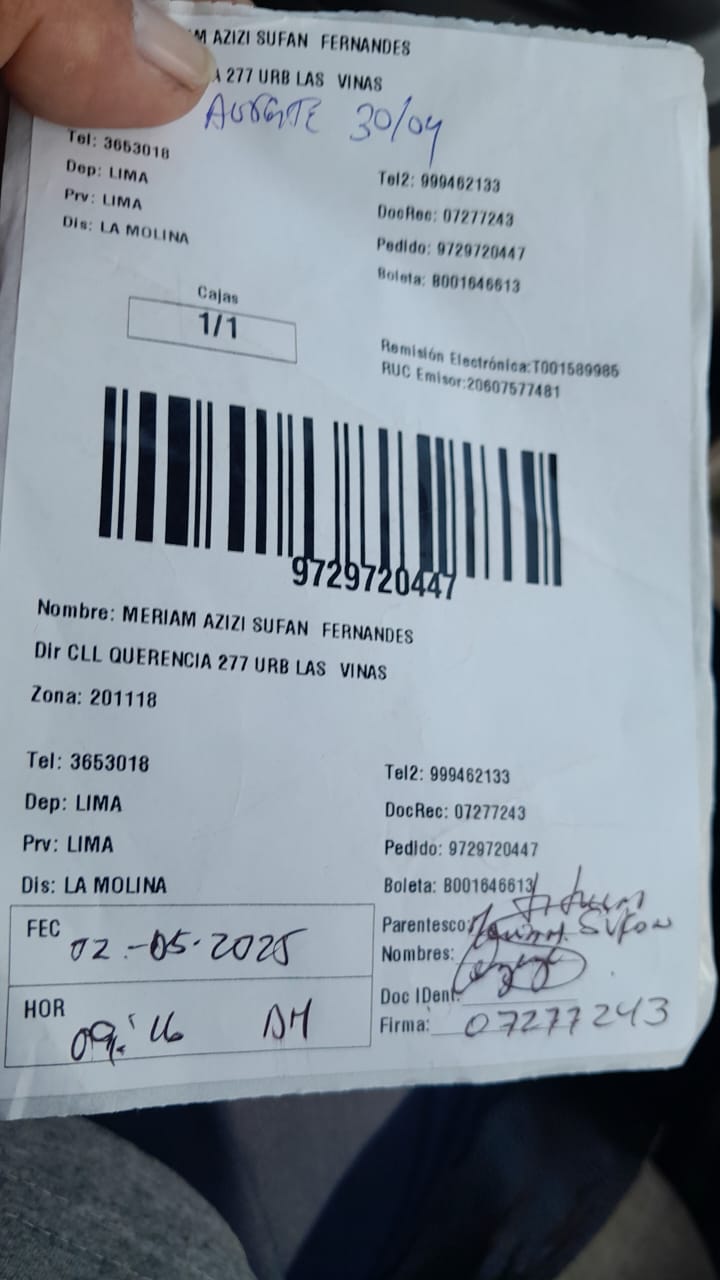 M AZIZI SUFAN FERNANDES
A 277 URB LAS VINAS
AUSENTE 30/04
Tel: 3653018
Tel2: 999462133
Dep: LIMA
DocRec: 07277243
Prv: LIMA
Pedido: 9729720447
Dis: LA MOLINA
Boleta: B001646613
Cajas
1/1
Remisión Electrónica:T001589985
RUC Emisor:20607577481
9729720447
Nombre: MERIAM AZIZI SUFAN FERNANDES
Dir CLL QUERENCIA 277 URB LAS VINAS
Zona: 201118
Tel: 3653018
Tel2: 999462133
Dep: LIMA
DocRec: 07277243
Prv: LIMA
Pedido: 9729720447
Dis: LA MOLINA
Boleta: B001646613
FEC 02-05-2025
Parentesco:
Nombres: Sufan
HOR 09:16 AM
Doc IDent:
Firma: 07277243